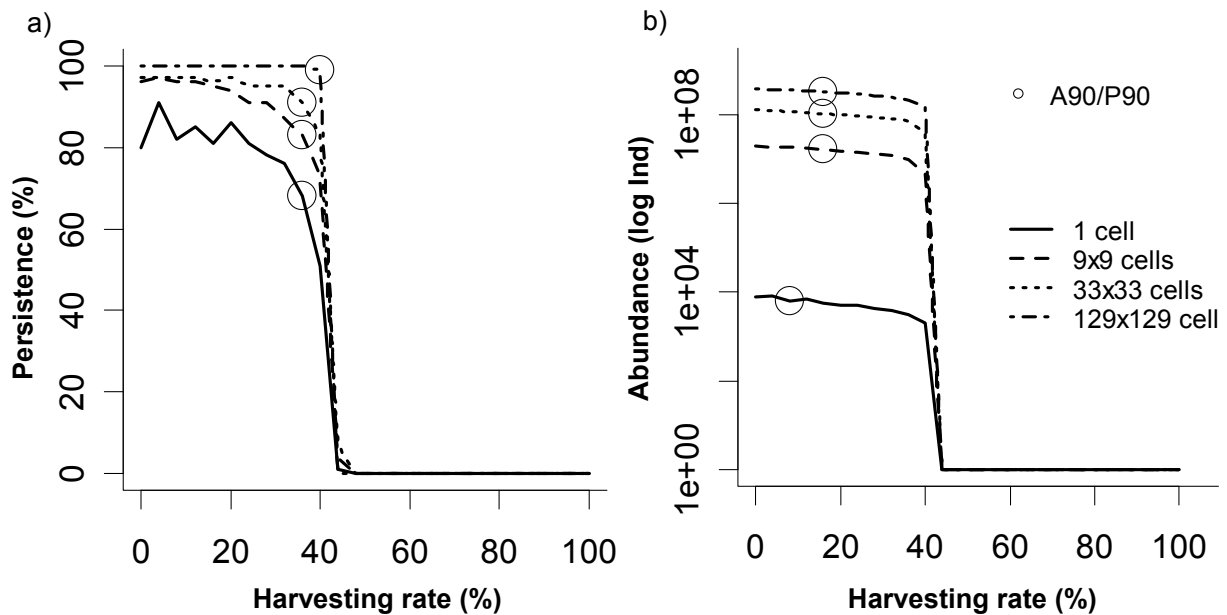 a)
Persistence (%)
100
80
60
40
20
0
0 20 40 60 80 100
Harvesting rate (%)
b)
Abundance (log Ind)
1e+08
1e+04
1e+00
0 20 40 60 80 100
Harvesting rate (%)
A90/P90
1 cell
9x9 cells
33x33 cells
129x129 cell